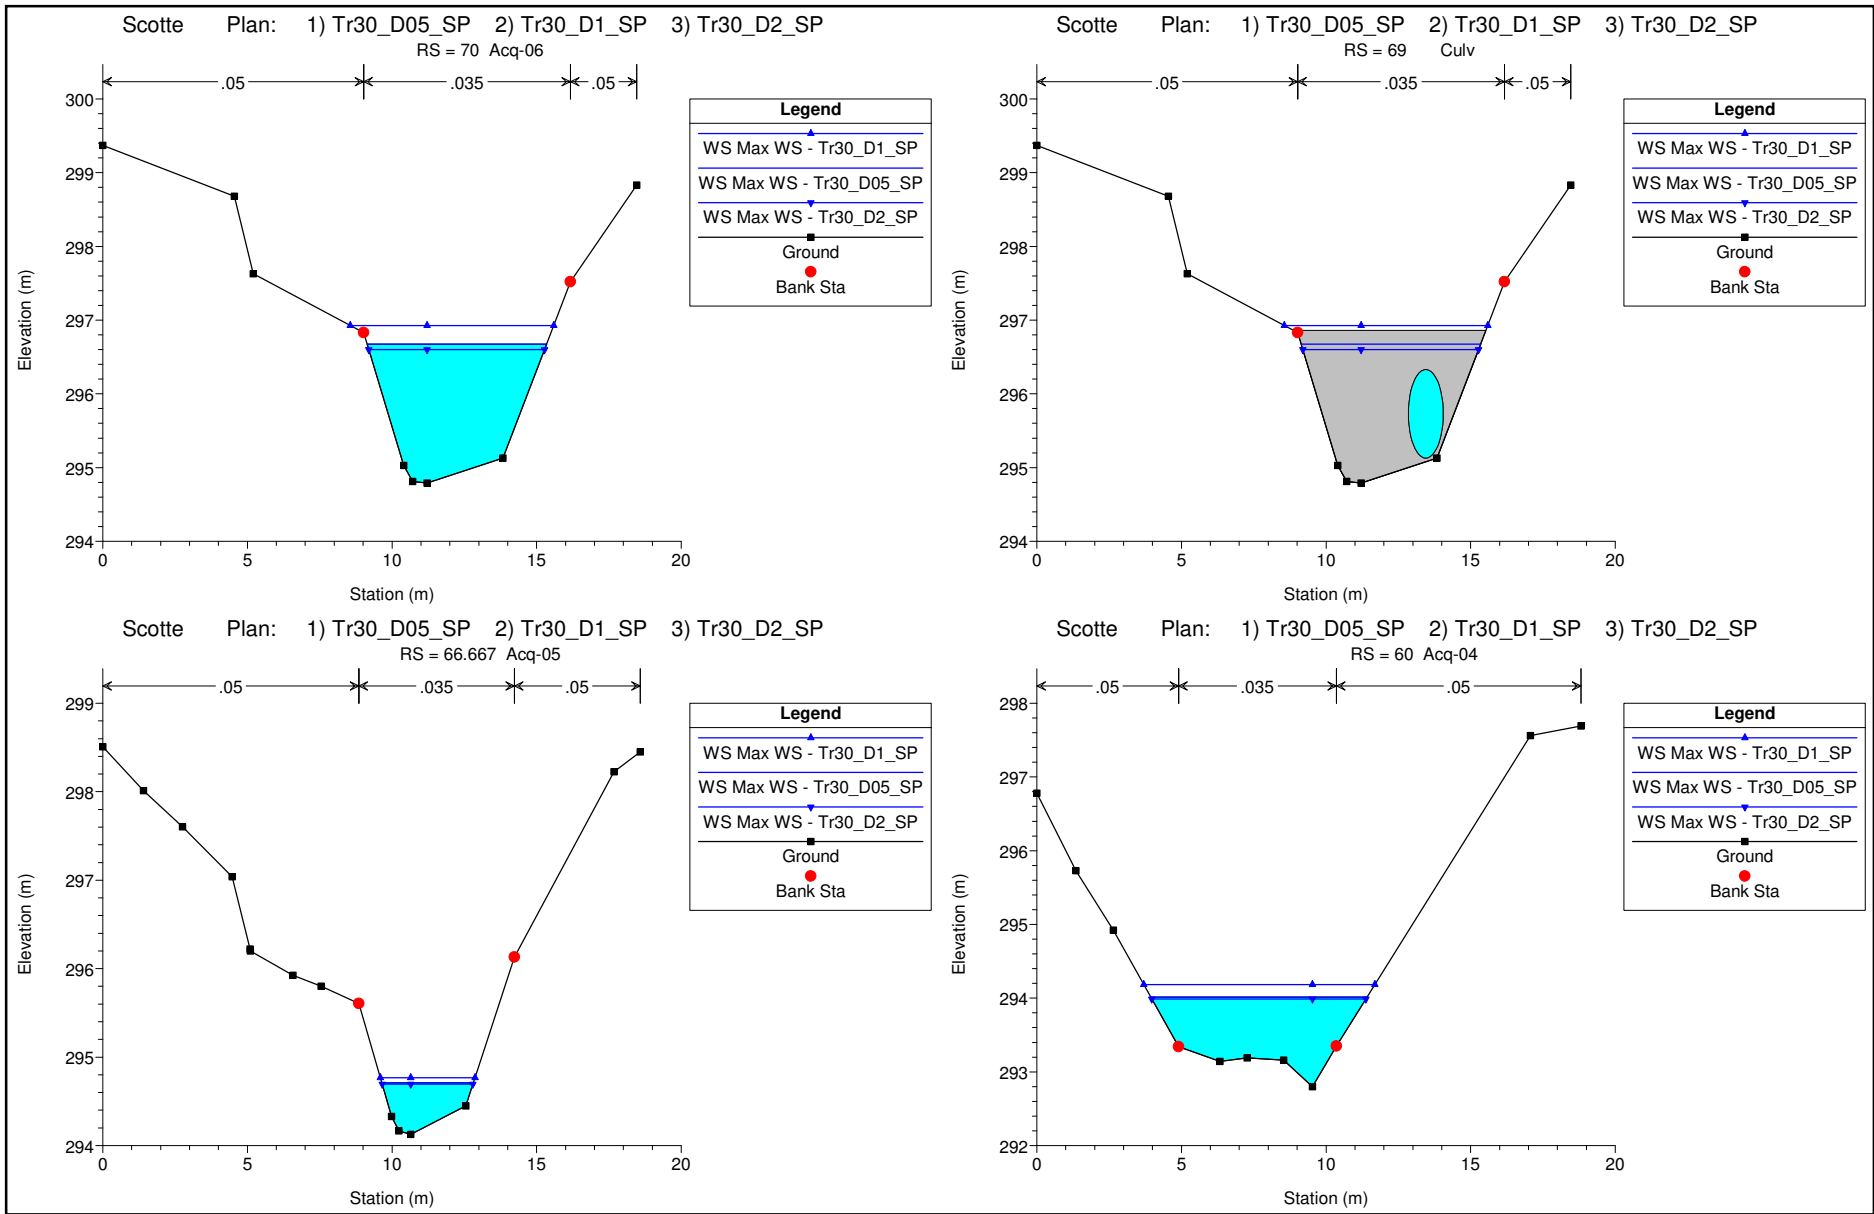 Scotte Plan: 1) Tr30_D05_SP 2) Tr30_D1_SP 3) Tr30_D2_SP
RS = 70 Acq-06
.05 .035 .05
300
299
298
297
296
295
294
Elevation (m)
0 5 10 15 20
Station (m)
Legend
WS Max WS - Tr30_D1_SP
WS Max WS - Tr30_D05_SP
WS Max WS - Tr30_D2_SP
Ground
Bank Sta
Scotte Plan: 1) Tr30_D05_SP 2) Tr30_D1_SP 3) Tr30_D2_SP
RS = 69 Culv
.05 .035 .05
300
299
298
297
296
295
294
Elevation (m)
0 5 10 15 20
Station (m)
Legend
WS Max WS - Tr30_D1_SP
WS Max WS - Tr30_D05_SP
WS Max WS - Tr30_D2_SP
Ground
Bank Sta
Scotte Plan: 1) Tr30_D05_SP 2) Tr30_D1_SP 3) Tr30_D2_SP
RS = 66.667 Acq-05
.05 .035 .05
299
298
297
296
295
294
Elevation (m)
0 5 10 15 20
Station (m)
Legend
WS Max WS - Tr30_D1_SP
WS Max WS - Tr30_D05_SP
WS Max WS - Tr30_D2_SP
Ground
Bank Sta
Scotte Plan: 1) Tr30_D05_SP 2) Tr30_D1_SP 3) Tr30_D2_SP
RS = 60 Acq-04
.05 .035 .05
298
297
296
295
294
293
292
Elevation (m)
0 5 10 15 20
Station (m)
Legend
WS Max WS - Tr30_D1_SP
WS Max WS - Tr30_D05_SP
WS Max WS - Tr30_D2_SP
Ground
Bank Sta